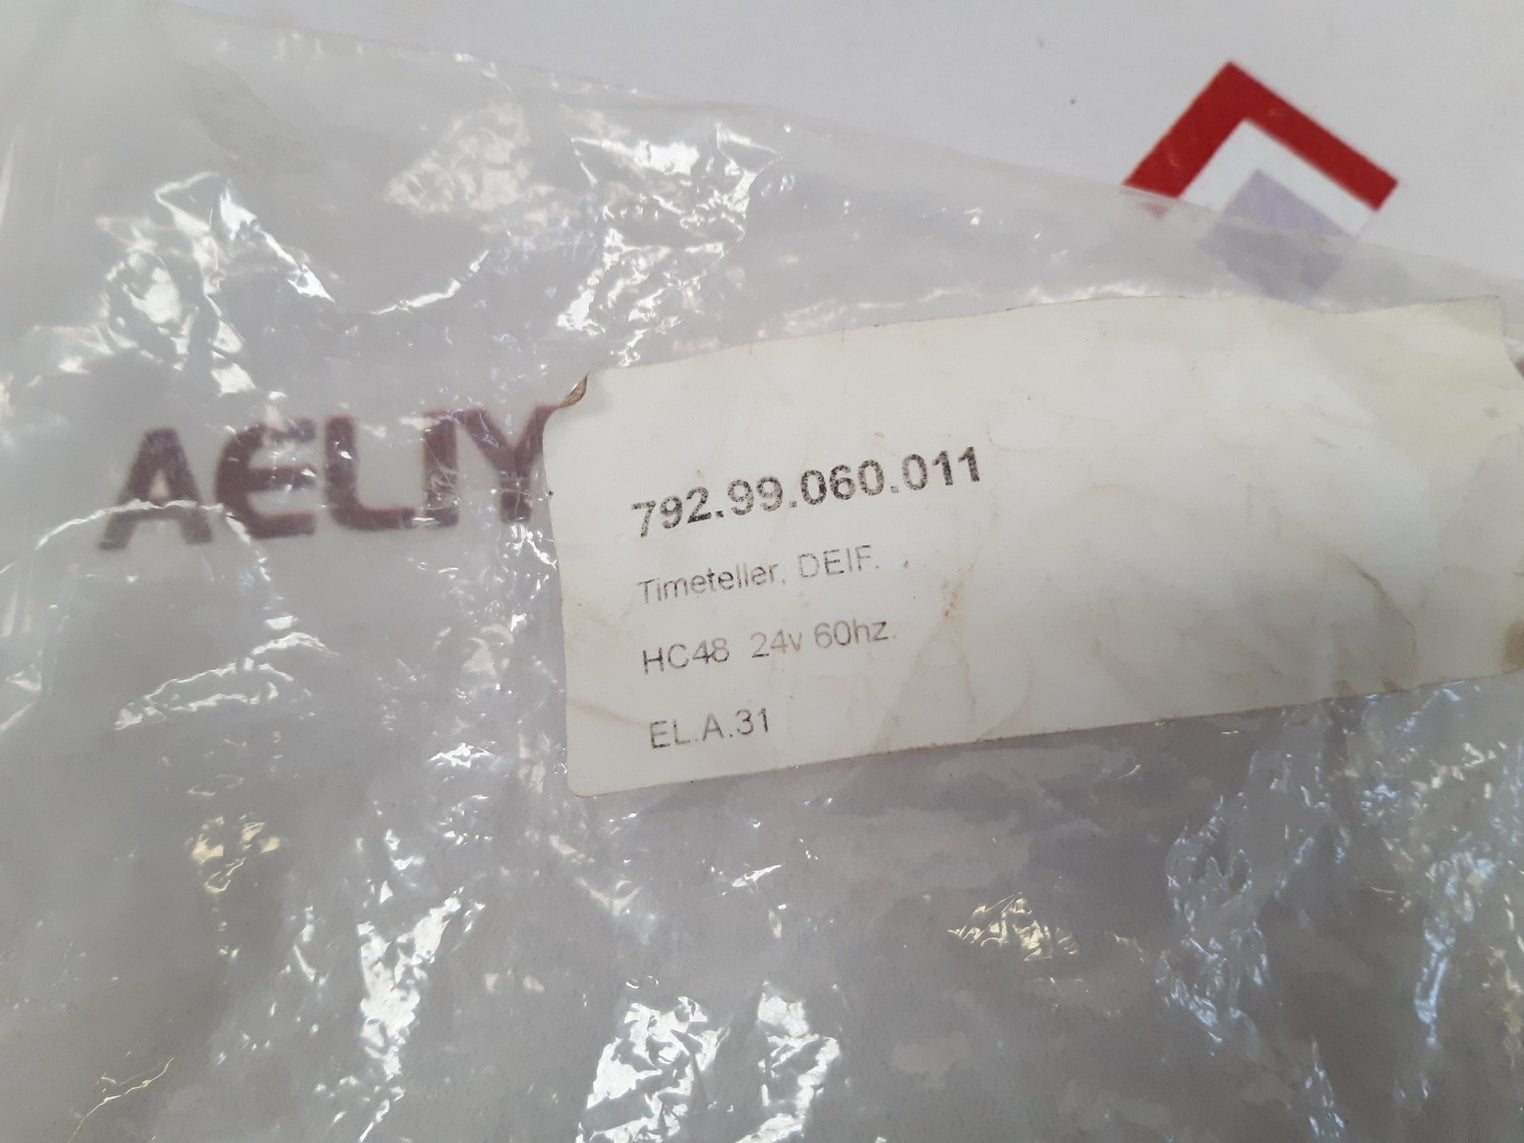 AELIY
792.99.060.011
Timeteller, DEIF.
HC48 24v 60hz.
EL.A.31